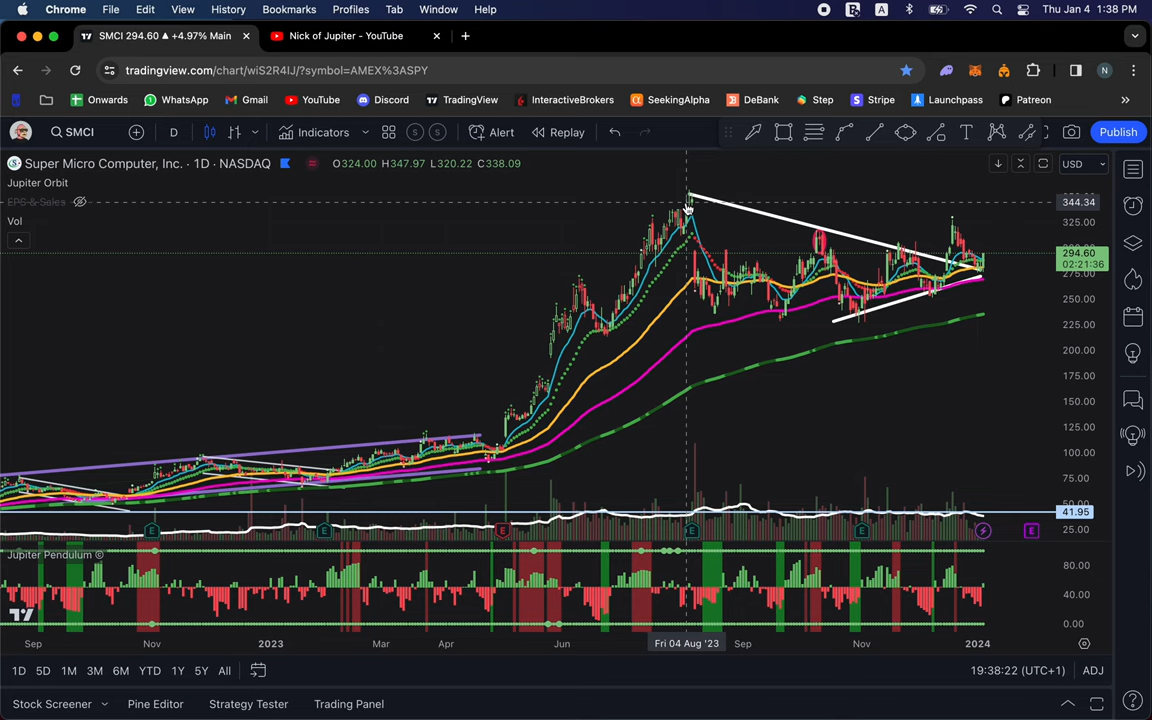 Chrome File Edit View History Bookmarks Profiles Tab Window Help A Thu Jan 4 1:38 PM
SMCI 294.60 ▲ +4.97% Main Nick of Jupiter - YouTube
tradingview.com/chart/wiS2R4IJ/?symbol=AMEX%3ASPY N
Onwards WhatsApp Gmail YouTube Discord TradingView InteractiveBrokers SeekingAlpha DeBank Step Stripe Launchpass Patreon »
SMCI D Indicators S S Alert Replay T Publish
Super Micro Computer, Inc. · 1D · NASDAQ O324.00 H347.97 L320.22 C338.09 USD
Jupiter Orbit
EPS & Sales
344.34
Vol
325.00
294.60
02:21:36
275.00
250.00
225.00
200.00
175.00
150.00
125.00
100.00
75.00
50.00
41.95
25.00
E E E E E E
Jupiter Pendulum ©
80.00
40.00
0.00
Sep Nov 2023 Mar Apr Jun Fri 04 Aug '23 Sep Nov 2024
1D 5D 1M 3M 6M YTD 1Y 5Y All 19:38:22 (UTC+1) ADJ
Stock Screener Pine Editor Strategy Tester Trading Panel